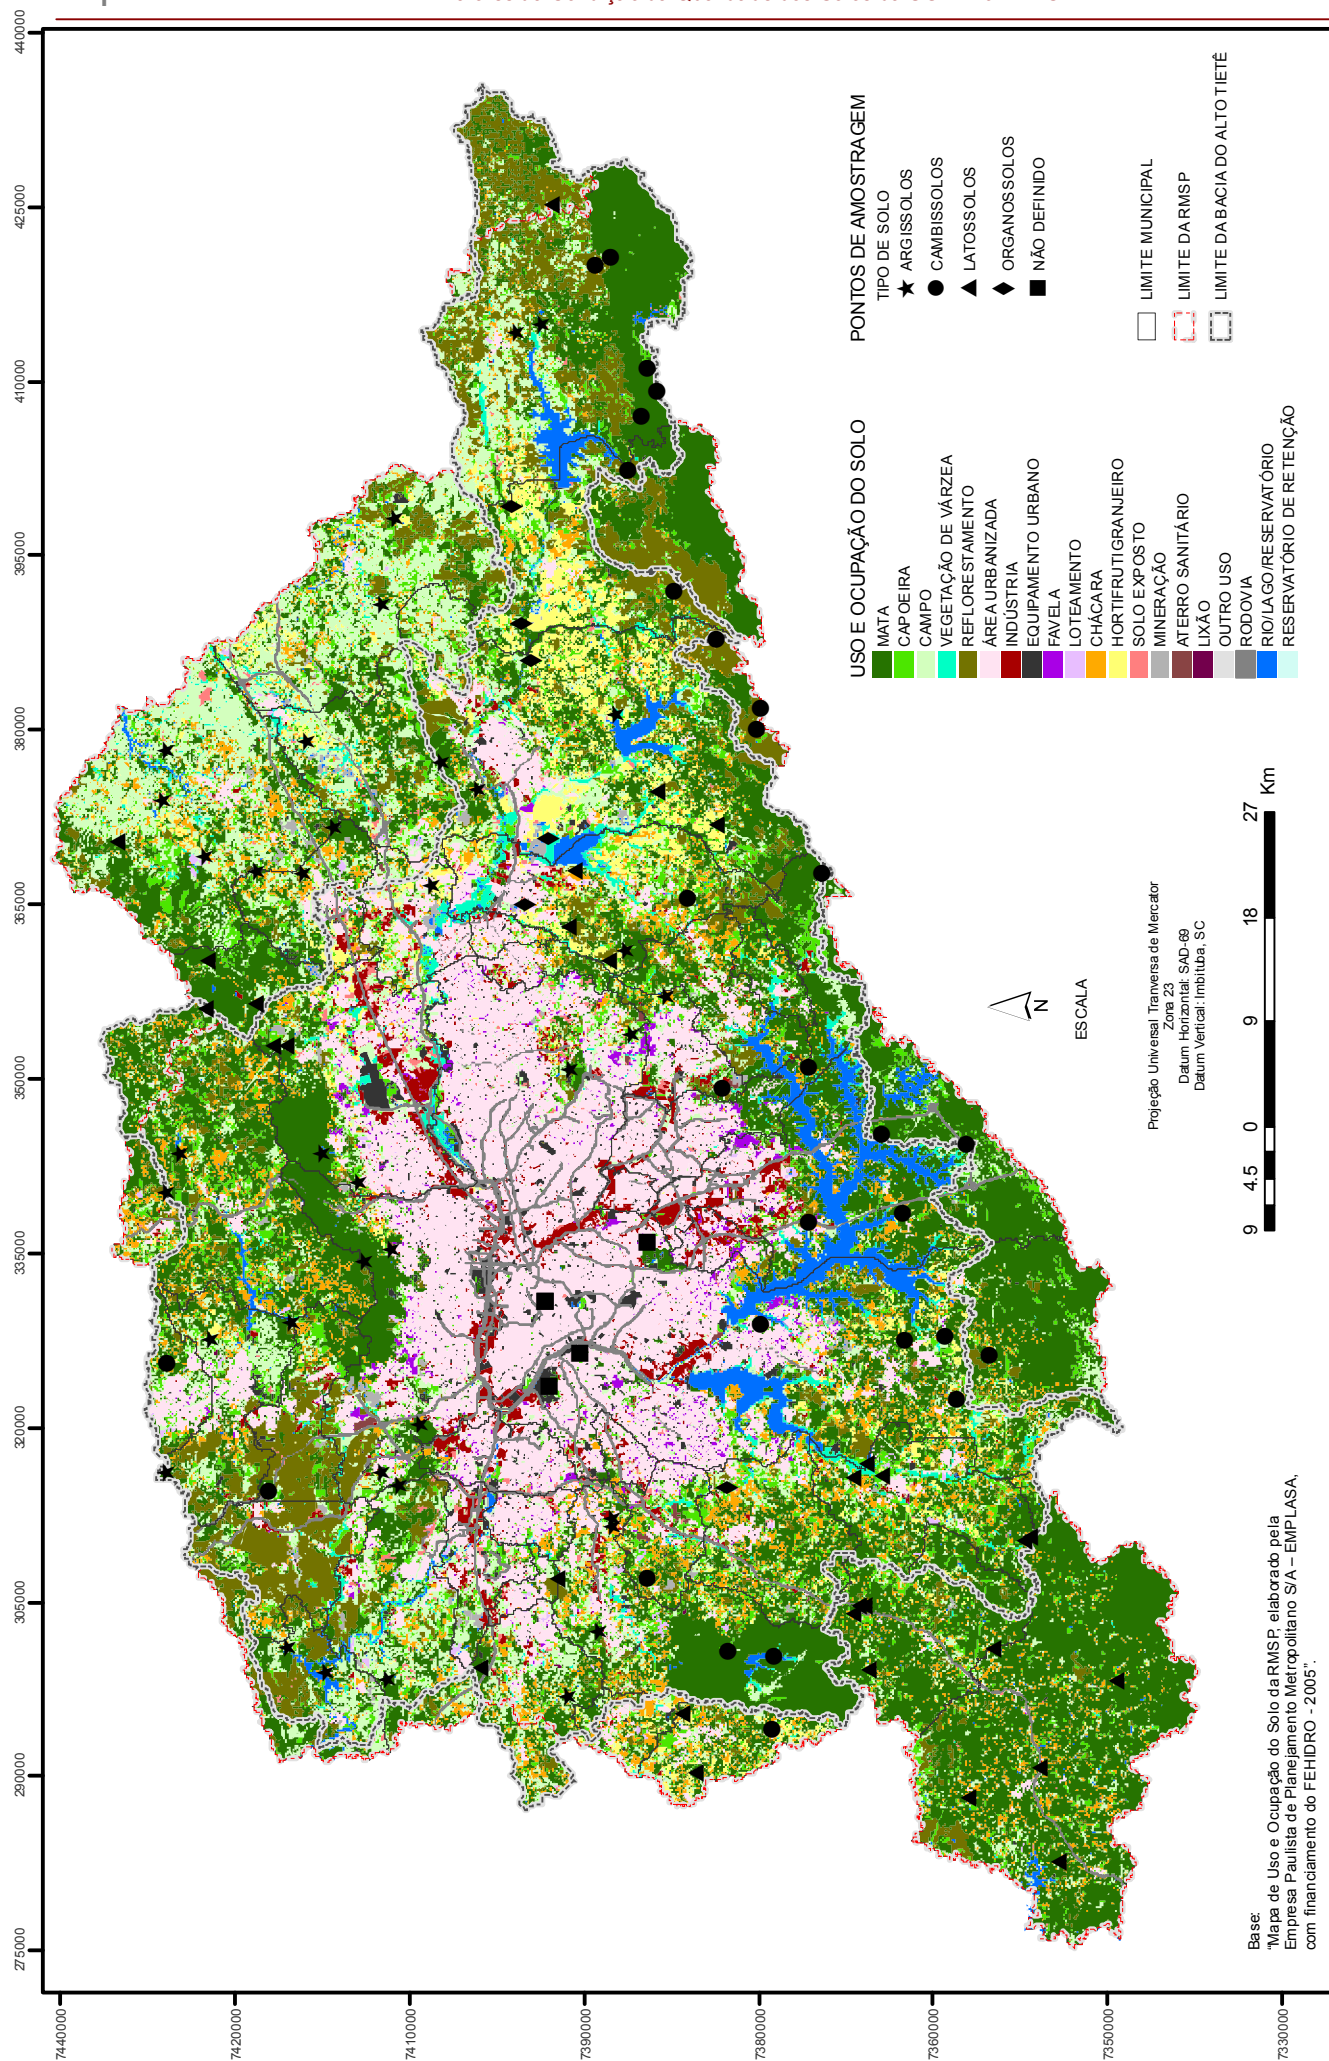 440000
425000
410000
395000
380000
365000
350000
335000
320000
305000
290000
275000
7440000
7420000
7410000
7390000
7380000
7360000
7350000
7330000
USO E OCUPAÇÃO DO SOLO
MATA
CAPOEIRA
CAMPO
VEGETAÇÃO DE VÁRZEA
REFLORESTAMENTO
ÁREA URBANIZADA
INDÚSTRIA
EQUIPAMENTO URBANO
FAVELA
LOTEAMENTO
CHÁCARA
HORTIFRUTIGRANJEIRO
SOLO EXPOSTO
MINERAÇÃO
ATERRO SANITÁRIO
LIXÃO
OUTRO USO
RODOVIA
RIO/LAGO/RESERVATÓRIO
RESERVATÓRIO DE RETENÇÃO
PONTOS DE AMOSTRAGEM
TIPO DE SOLO
ARGISSOLOS
CAMBISSOLOS
LATOSSOLOS
ORGANOSSOLOS
NÃO DEFINIDO
LIMITE MUNICIPAL
LIMITE DA RMSP
LIMITE DA BACIA DO ALTO TIETÊ
N
ESCALA
Projeção Universal Tranversa de Mercator
Zona 23
Datum Horizontal: SAD-69
Datum Vertical: Imbituba, SC
9 4.5 0 9 18 27 Km
Base:
"Mapa de Uso e Ocupação do Solo da RMSP, elaborado pela
Empresa Paulista de Planejamento Metropolitano S/A – EMPLASA,
com financiamento do FEHIDRO - 2005".